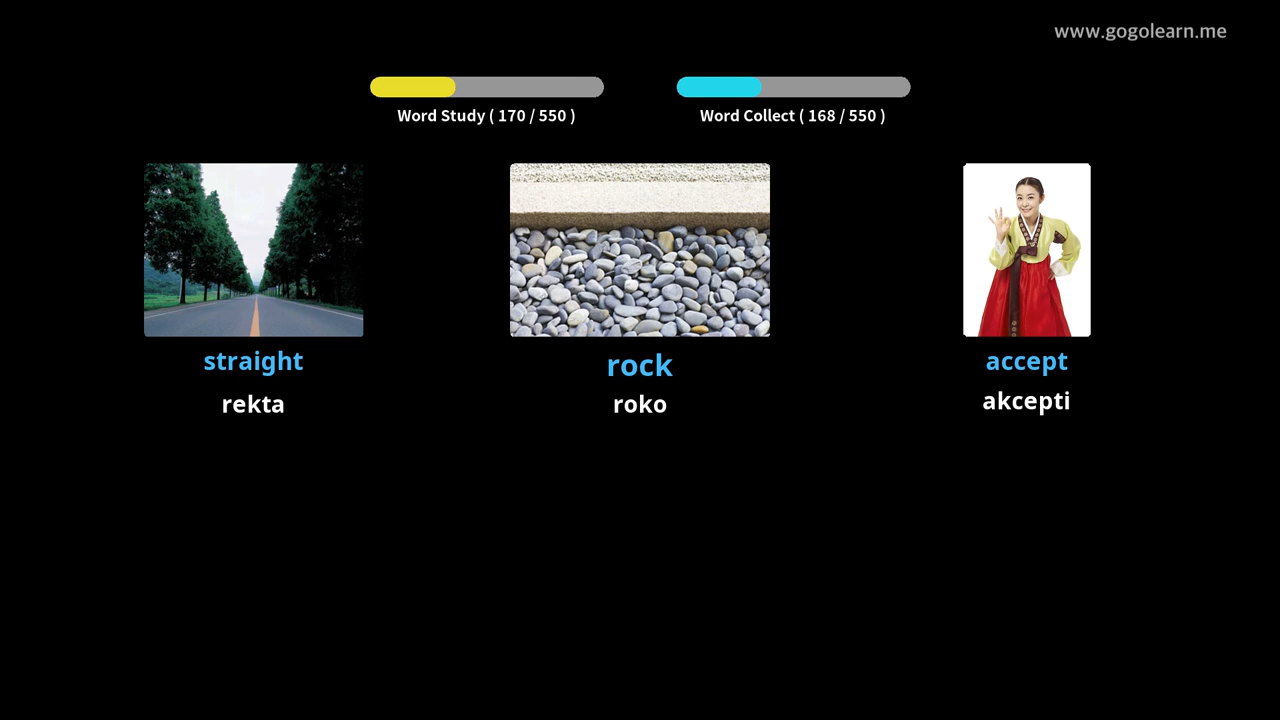 www.gogolearn.me
Word Study ( 170 / 550 )
Word Collect ( 168 / 550 )
straight
rekta
rock
roko
accept
akcepti